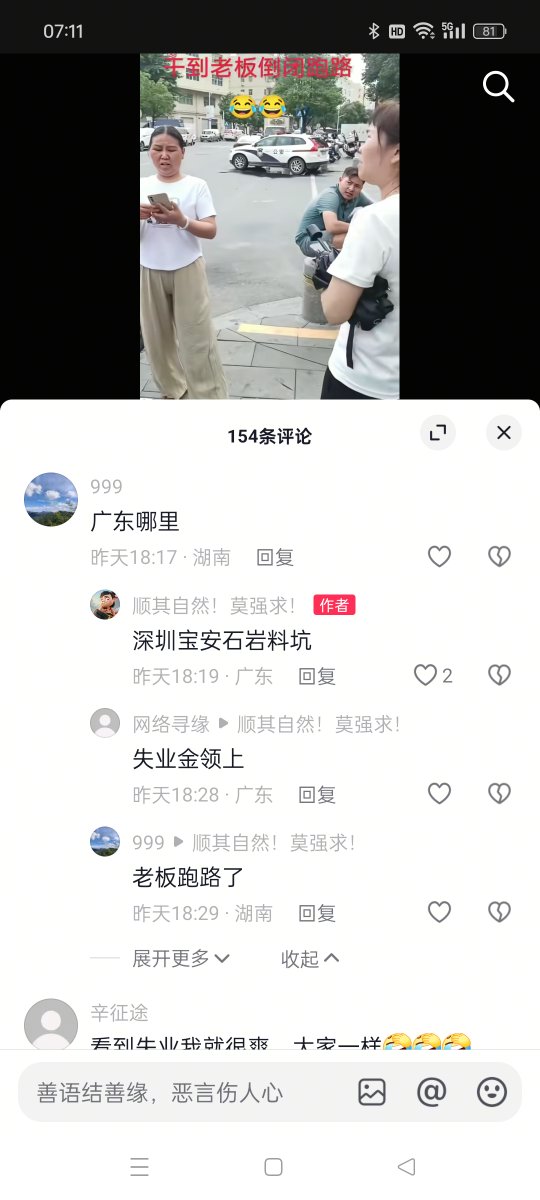 07:11
HD
5G
81
干到老板倒闭跑路
公安
154条评论
999
广东哪里
昨天18:17 · 湖南 回复
顺其自然！莫强求！ 作者
深圳宝安石岩料坑
昨天18:19 · 广东 回复 2
网络寻缘 ▶ 顺其自然！莫强求！
失业金领上
昨天18:28 · 广东 回复
999 ▶ 顺其自然！莫强求！
老板跑路了
昨天18:29 · 湖南 回复
展开更多 收起
辛征途
看到失业我就很爽，大家一样
善语结善缘，恶言伤人心